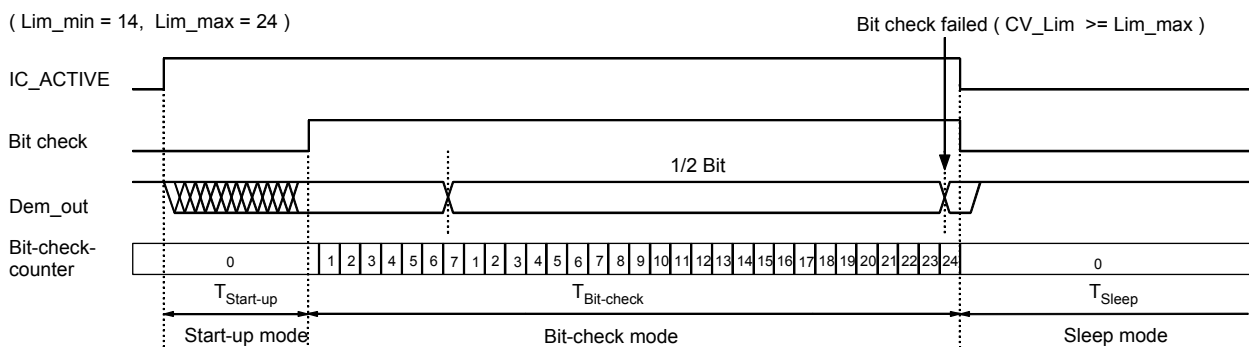 ( Lim_min = 14, Lim_max = 24 )
Bit check failed ( CV_Lim >= Lim_max )
IC_ACTIVE
Bit check
1/2 Bit
Dem_out
Bit-check-
counter
0 1 2 3 4 5 6 7 1 2 3 4 5 6 7 8 9 10 11 12 13 14 15 16 17 18 19 20 21 22 23 24 0
TStart-up TBit-check TSleep
Start-up mode Bit-check mode Sleep mode